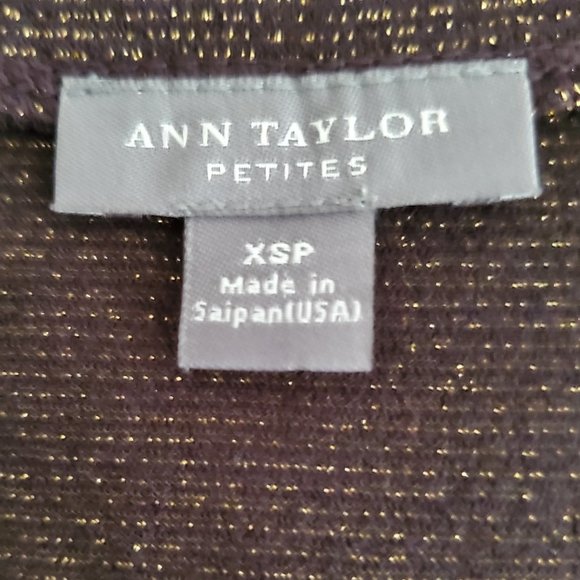 ANN TAYLOR
PETITES
XSP
Made in
Saipan(USA)